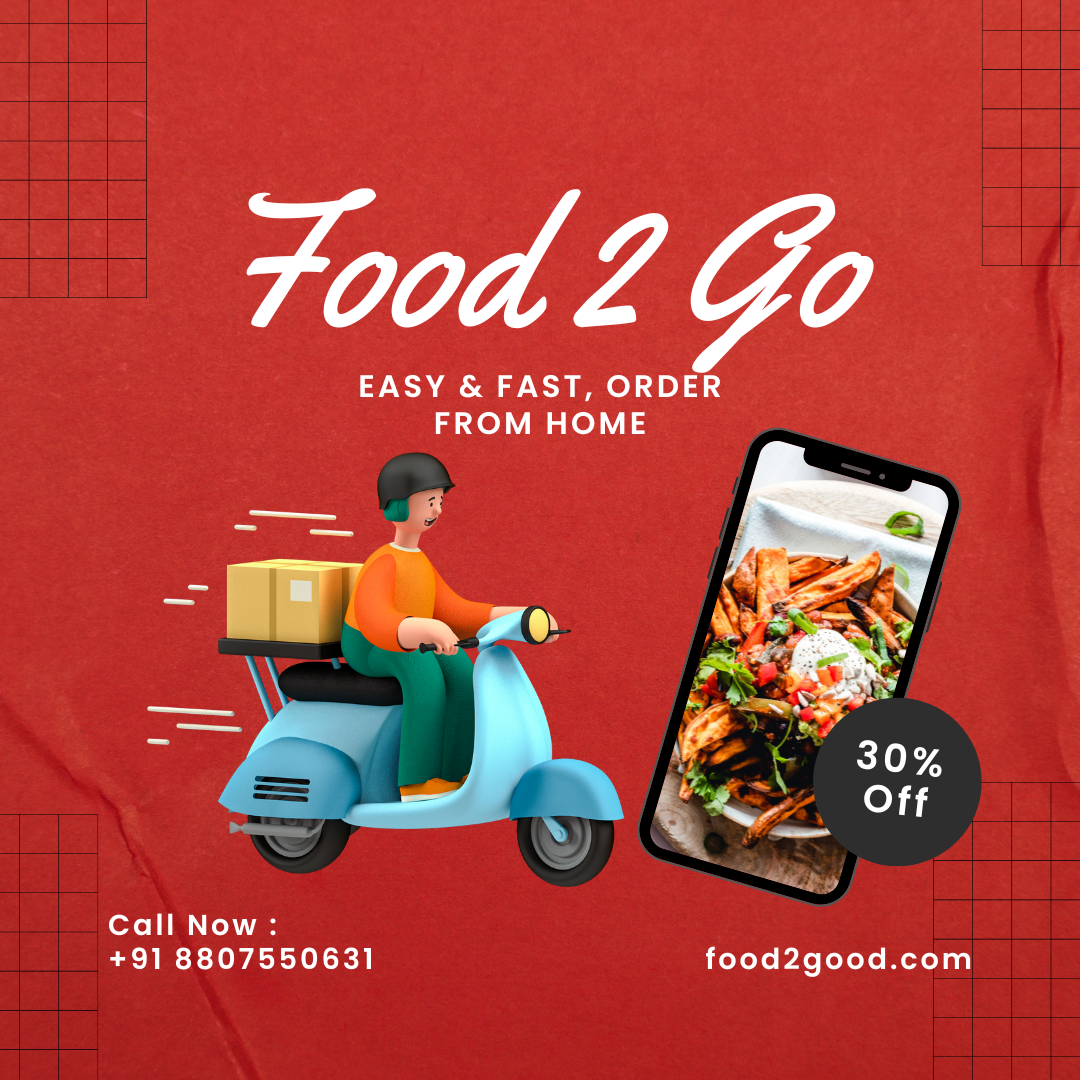 Food 2 Go
EASY & FAST, ORDER
FROM HOME
30%
Off
Call Now :
+91 8807550631
food2good.com